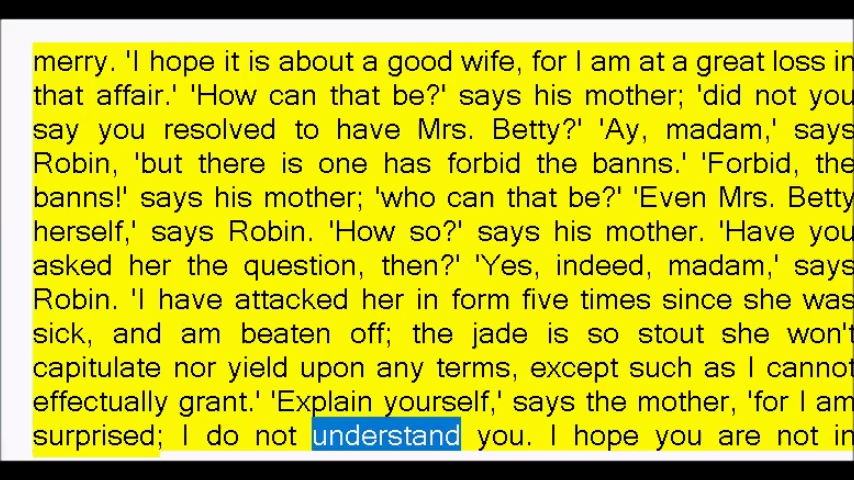 merry. 'I hope it is about a good wife, for I am at a great loss in
that affair.' 'How can that be?' says his mother; 'did not you
say you resolved to have Mrs. Betty?' 'Ay, madam,' says
Robin, 'but there is one has forbid the banns.' 'Forbid, the
banns!' says his mother; 'who can that be?' 'Even Mrs. Betty
herself,' says Robin. 'How so?' says his mother. 'Have you
asked her the question, then?' 'Yes, indeed, madam,' says
Robin. 'I have attacked her in form five times since she was
sick, and am beaten off; the jade is so stout she won't
capitulate nor yield upon any terms, except such as I cannot
effectually grant.' 'Explain yourself,' says the mother, 'for I am
surprised; I do not understand you. I hope you are not in